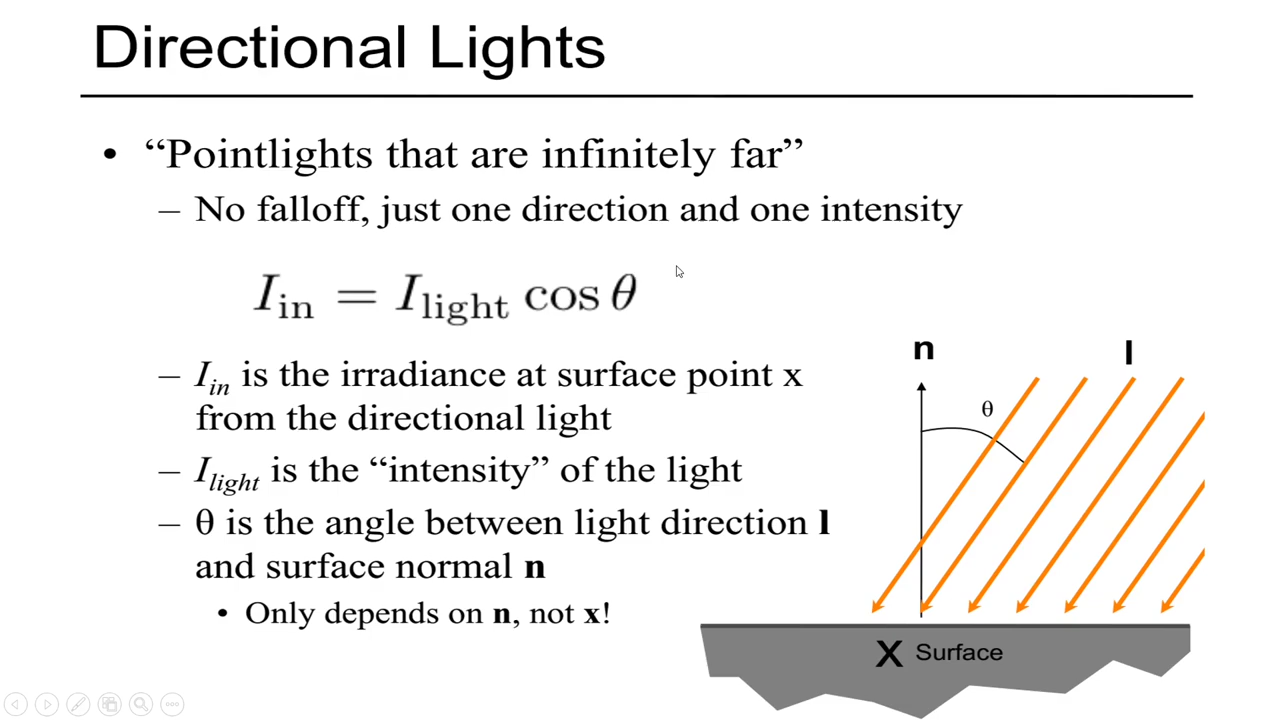 Directional Lights
• “Pointlights that are infinitely far”
– No falloff, just one direction and one intensity
I_in = I_light cos θ
– I_in is the irradiance at surface point x
from the directional light
– I_light is the “intensity” of the light
– θ is the angle between light direction l
and surface normal n
• Only depends on n, not x!
n
l
θ
X Surface